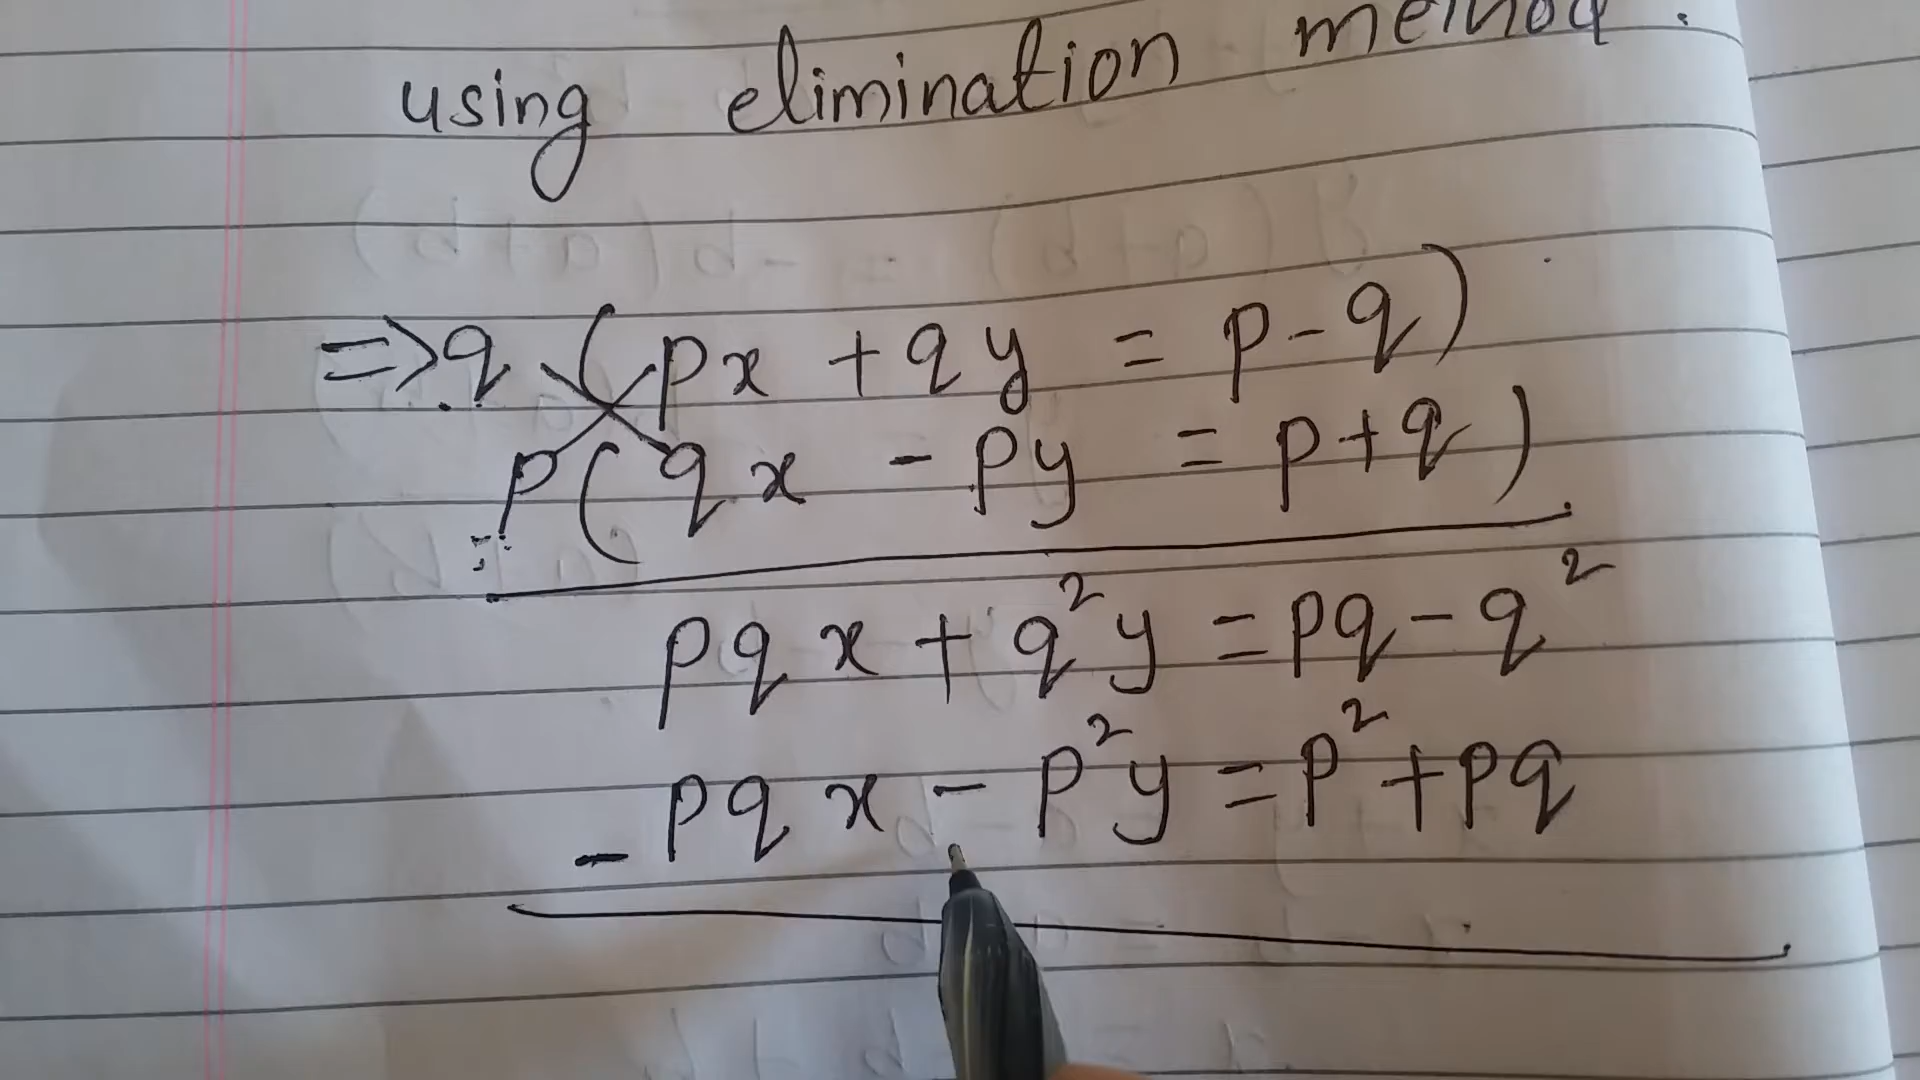 using elimination method.
=> q (px + qy = p - q)
p (qx - py = p + q)
pqx + q²y = pq - q²
- pqx - p²y = p² + pq